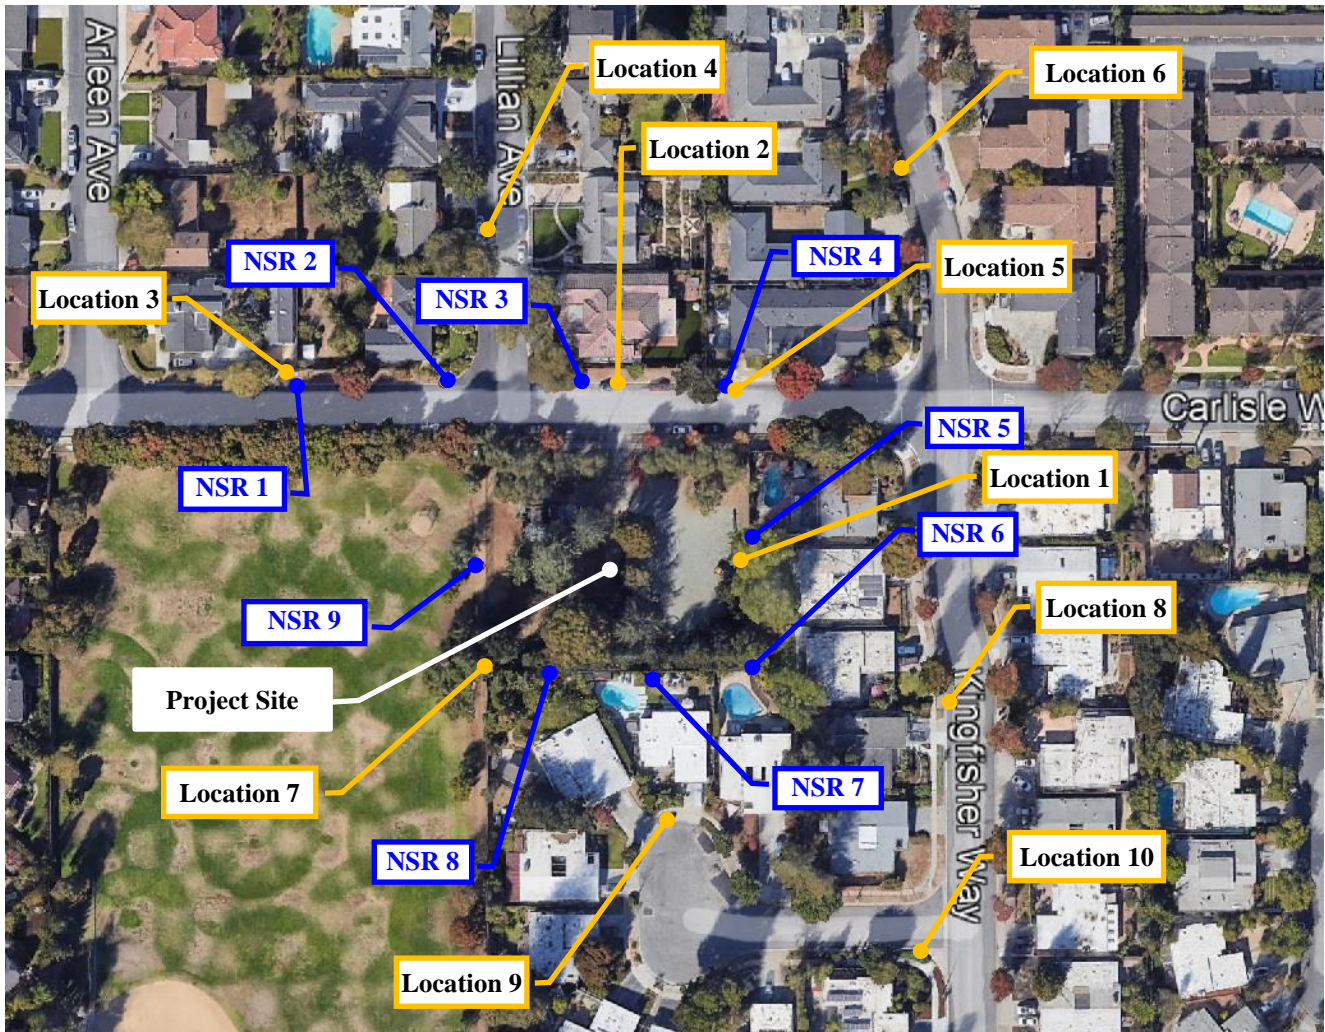 Arleen Ave
Lilian Ave
Location 4
Location 6
Location 2
NSR 2
NSR 4
Location 5
Location 3
NSR 3
Carlisle W
NSR 5
NSR 1
Location 1
NSR 6
Location 8
NSR 9
Project Site
Kingfisher Way
Location 7
NSR 7
NSR 8
Location 10
Location 9